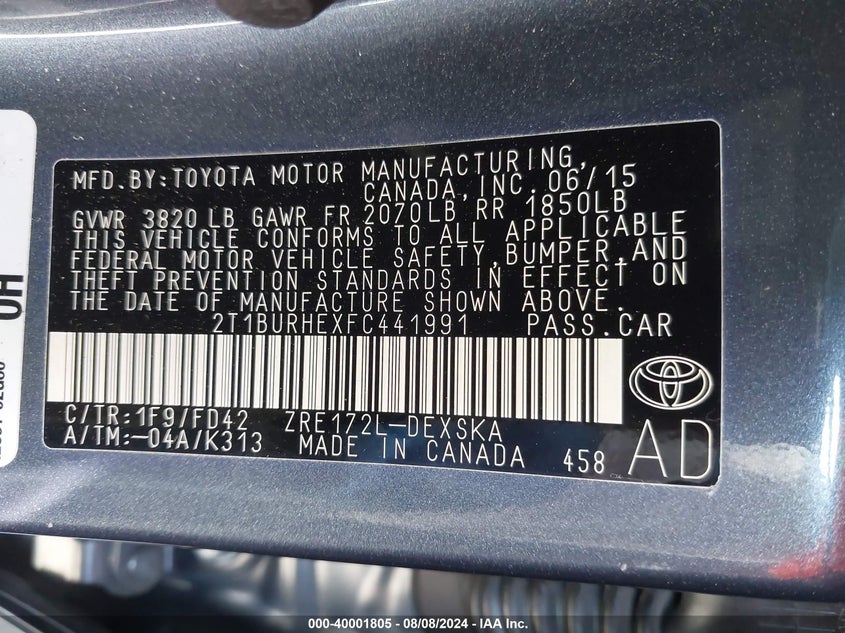 MFD.BY:TOYOTA MOTOR MANUFACTURING,
CANADA,INC. 06/15
GVWR 3820 LB GAWR FR 2070LB RR 1850LB
THIS VEHICLE CONFORMS TO ALL APPLICABLE
FEDERAL MOTOR VEHICLE SAFETY,BUMPER,AND
THEFT PREVENTION STANDARDS IN EFFECT ON
THE DATE OF MANUFACTURE SHOWN ABOVE.
2T1BURHEXFC441991 PASS.CAR
C/TR:1F9/FD42 ZRE172L-DEXSKA
A/TM:-04A/K313 MADE IN CANADA 458 AD
000-40001805 - 08/08/2024 - IAA Inc.